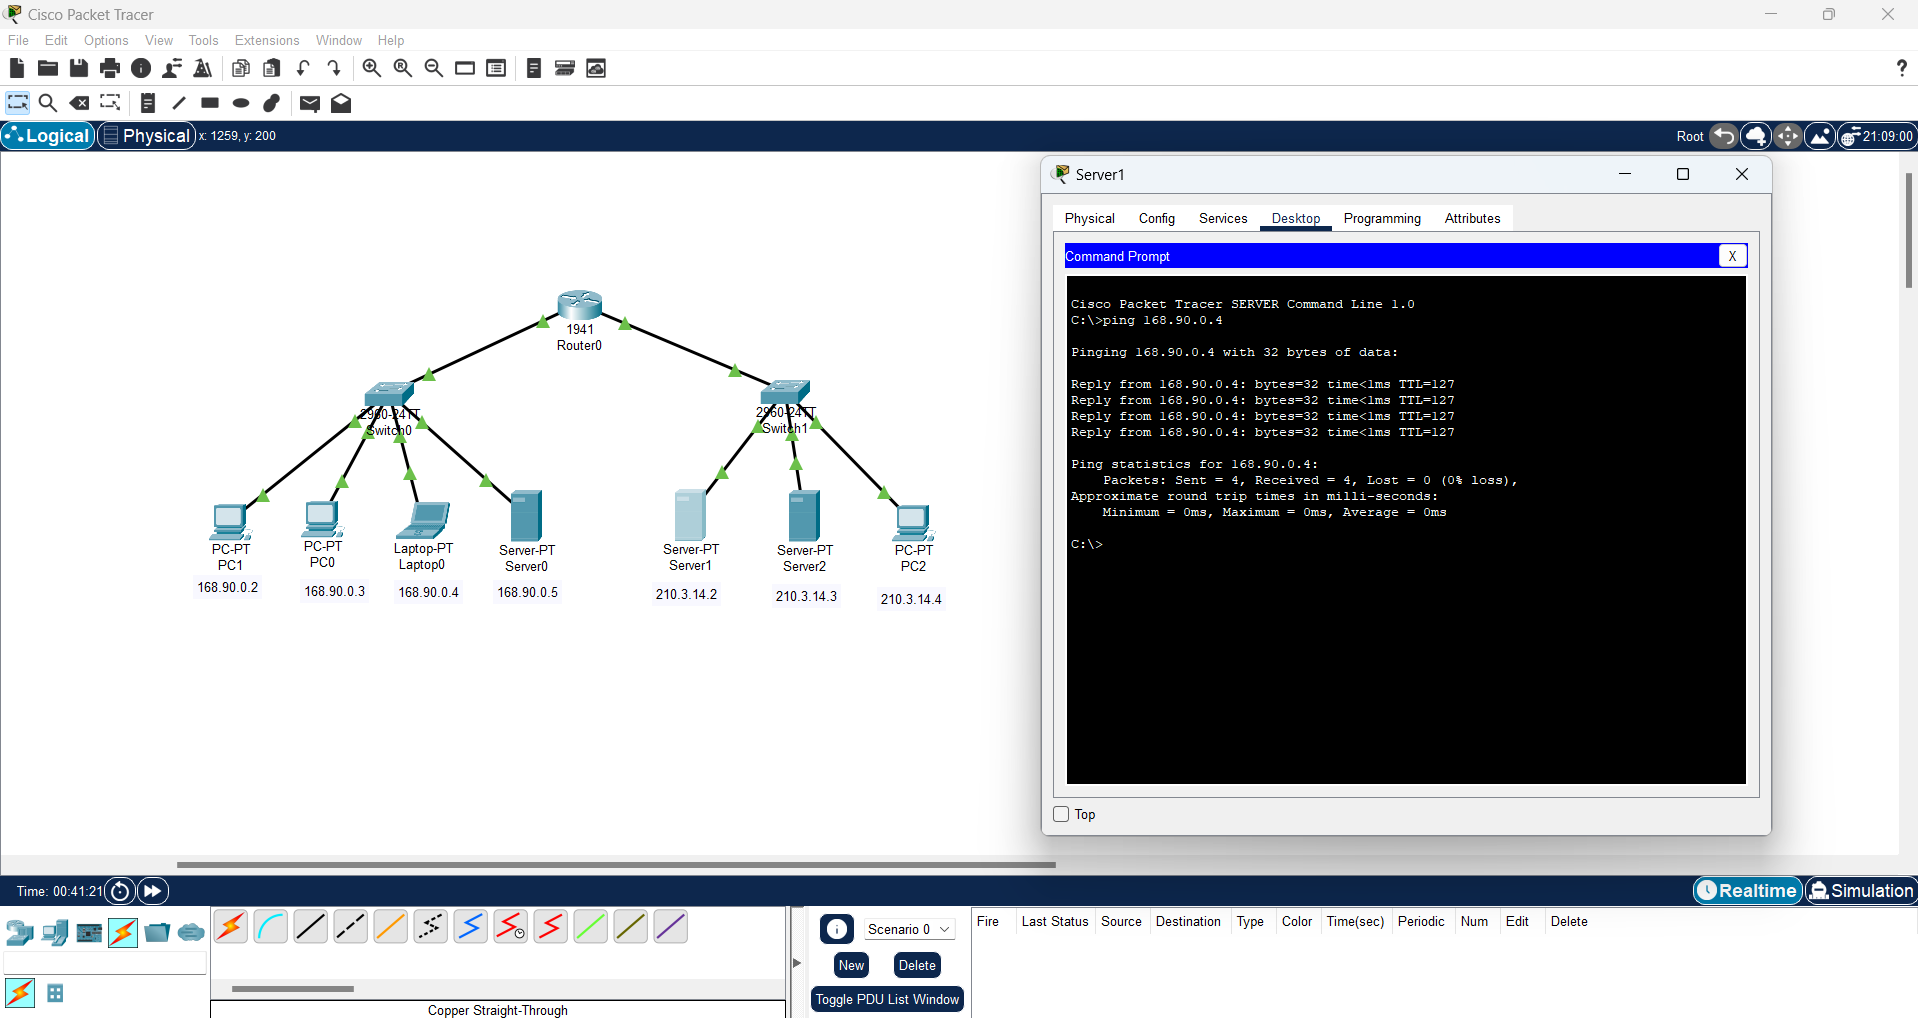 Cisco Packet Tracer
File Edit Options View Tools Extensions Window Help
?
Logical Physical x: 1259, y: 200 Root 21:09:00
Server1
Physical Config Services Desktop Programming Attributes
Command Prompt X
Cisco Packet Tracer SERVER Command Line 1.0
C:\>ping 168.90.0.4
Pinging 168.90.0.4 with 32 bytes of data:
Reply from 168.90.0.4: bytes=32 time<1ms TTL=127
Reply from 168.90.0.4: bytes=32 time<1ms TTL=127
Reply from 168.90.0.4: bytes=32 time<1ms TTL=127
Reply from 168.90.0.4: bytes=32 time<1ms TTL=127
Ping statistics for 168.90.0.4:
Packets: Sent = 4, Received = 4, Lost = 0 (0% loss),
Approximate round trip times in milli-seconds:
Minimum = 0ms, Maximum = 0ms, Average = 0ms
C:\>
Top
1941
Router0
2960-24TT
Switch0
2960-24TT
Switch1
PC-PT
PC1
168.90.0.2
PC-PT
PC0
168.90.0.3
Laptop-PT
Laptop0
168.90.0.4
Server-PT
Server0
168.90.0.5
Server-PT
Server1
210.3.14.2
Server-PT
Server2
210.3.14.3
PC-PT
PC2
210.3.14.4
Time: 00:41:21 Realtime Simulation
Scenario 0
New Delete
Toggle PDU List Window
Fire Last Status Source Destination Type Color Time(sec) Periodic Num Edit Delete
Copper Straight-Through